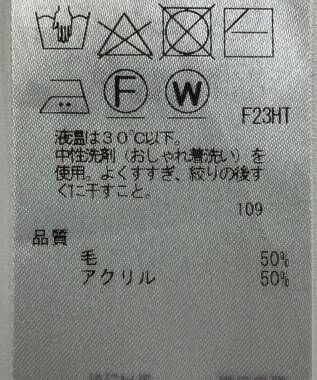 F
W
F23HT
液温は30℃以下。
中性洗剤（おしゃれ着洗い）を
使用。よくすすぎ、絞りの後す
ぐに干すこと。
109
品質
毛 50%
アクリル 50%